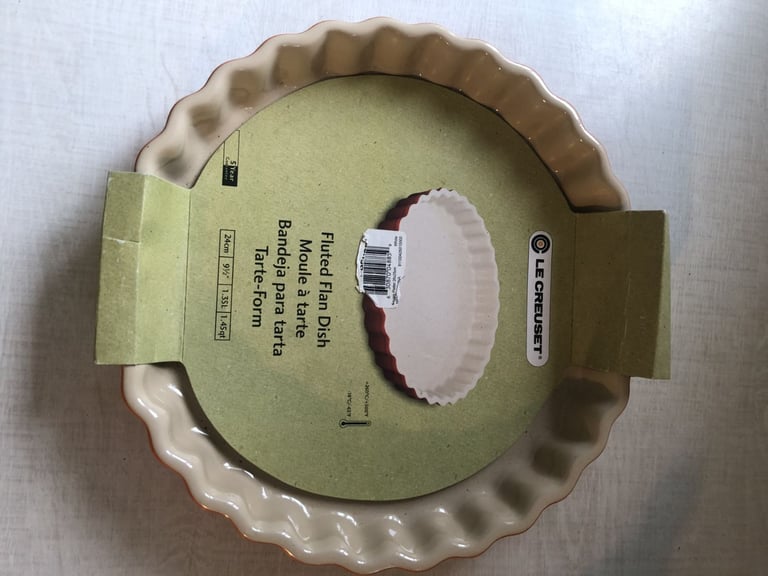 LE CREUSET®
Fluted Flan Dish
Moule à tarte
Bandeja para tarta
Tarte-Form
24cm 9½" 1.35L 1.45qt
5 Year